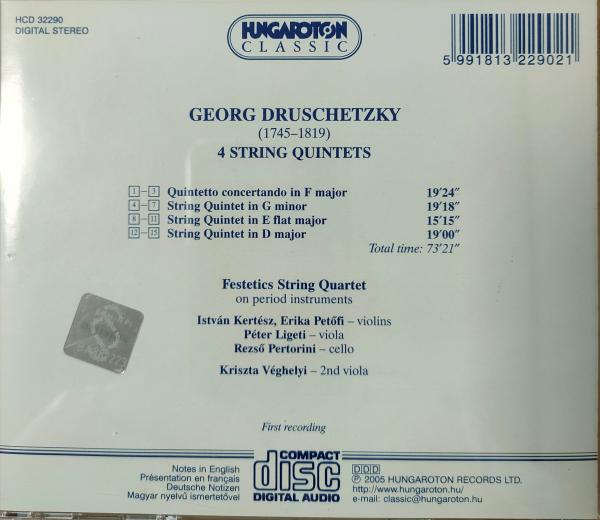 HCD 32290
DIGITAL STEREO
HUNGAROTON
CLASSIC
5 991813 229021
GEORG DRUSCHETZKY
(1745–1819)
4 STRING QUINTETS
1 – 3 Quintetto concertando in F major 19′24″
4 – 7 String Quintet in G minor 19′18″
8 – 11 String Quintet in E flat major 15′15″
12 – 15 String Quintet in D major 19′00″
Total time: 73′21″
Festetics String Quartet
on period instruments
István Kertész, Erika Petőfi – violins
Péter Ligeti – viola
Rezső Pertorini – cello
Kriszta Véghelyi – 2nd viola
First recording
Notes in English
Présentation en français
Deutsche Notizen
Magyar nyelvű ismertetővel
COMPACT
disc
DIGITAL AUDIO
DDD
℗ 2005 HUNGAROTON RECORDS LTD.
http://www.hungaroton.hu/
e-mail: classic@hungaroton.hu